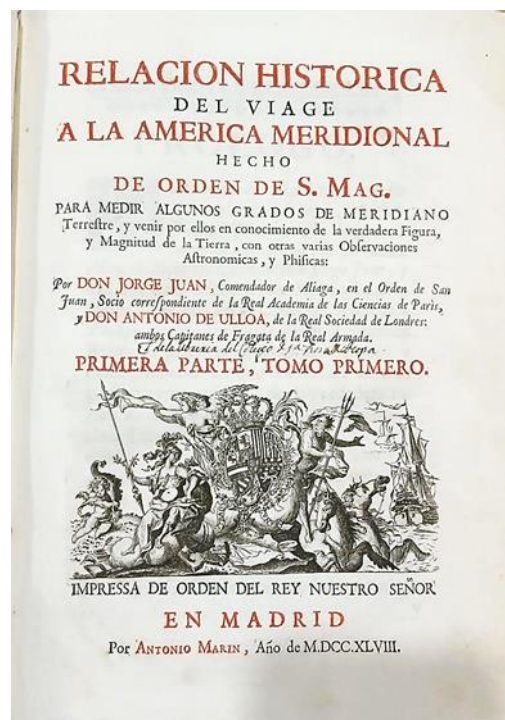 RELACION HISTORICA
DEL VIAGE
A LA AMERICA MERIDIONAL
HECHO
DE ORDEN DE S. MAG.
PARA MEDIR ALGUNOS GRADOS DE MERIDIANO
Terrestre, y venir por ellos en conocimiento de la verdadera Figura,
y Magnitud de la Tierra, con otras varias Observaciones
Astronomicas, y Phisicas:
Por DON JORGE JUAN, Comendador de Aliaga, en el Orden de San
Juan, Socio correspondiente de la Real Academia de las Ciencias de Paris,
y DON ANTONIO DE ULLOA, de la Real Sociedad de Londres:
ambos Capitanes de Fragata de la Real Armada.
de la del
PRIMERA PARTE, TOMO PRIMERO.
IMPRESSA DE ORDEN DEL REY NUESTRO SEÑOR
EN MADRID
Por ANTONIO MARIN, Año de M.DCC.XLVIII.